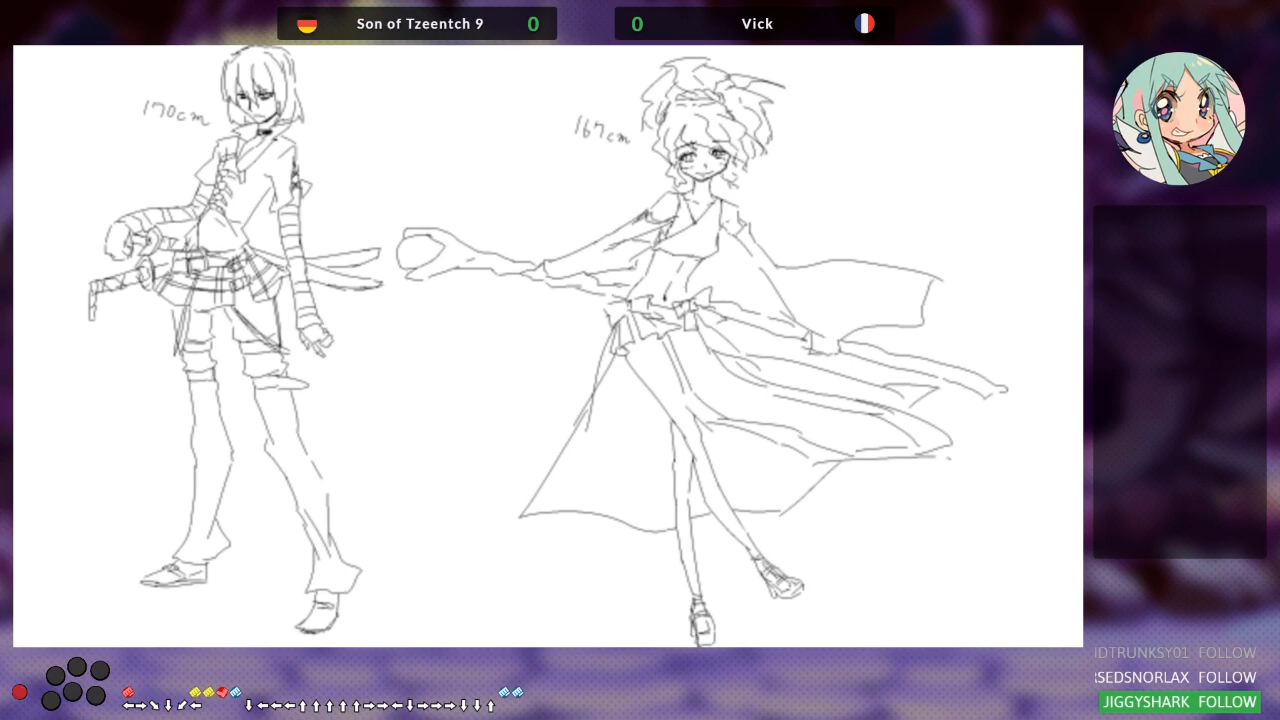 Son of Tzeentch 9 0
0 Vick
170cm
167cm
IDTRUNKSY01 FOLLOW
SEDSNORLAX FOLLOW
JIGGYSHARK FOLLOW